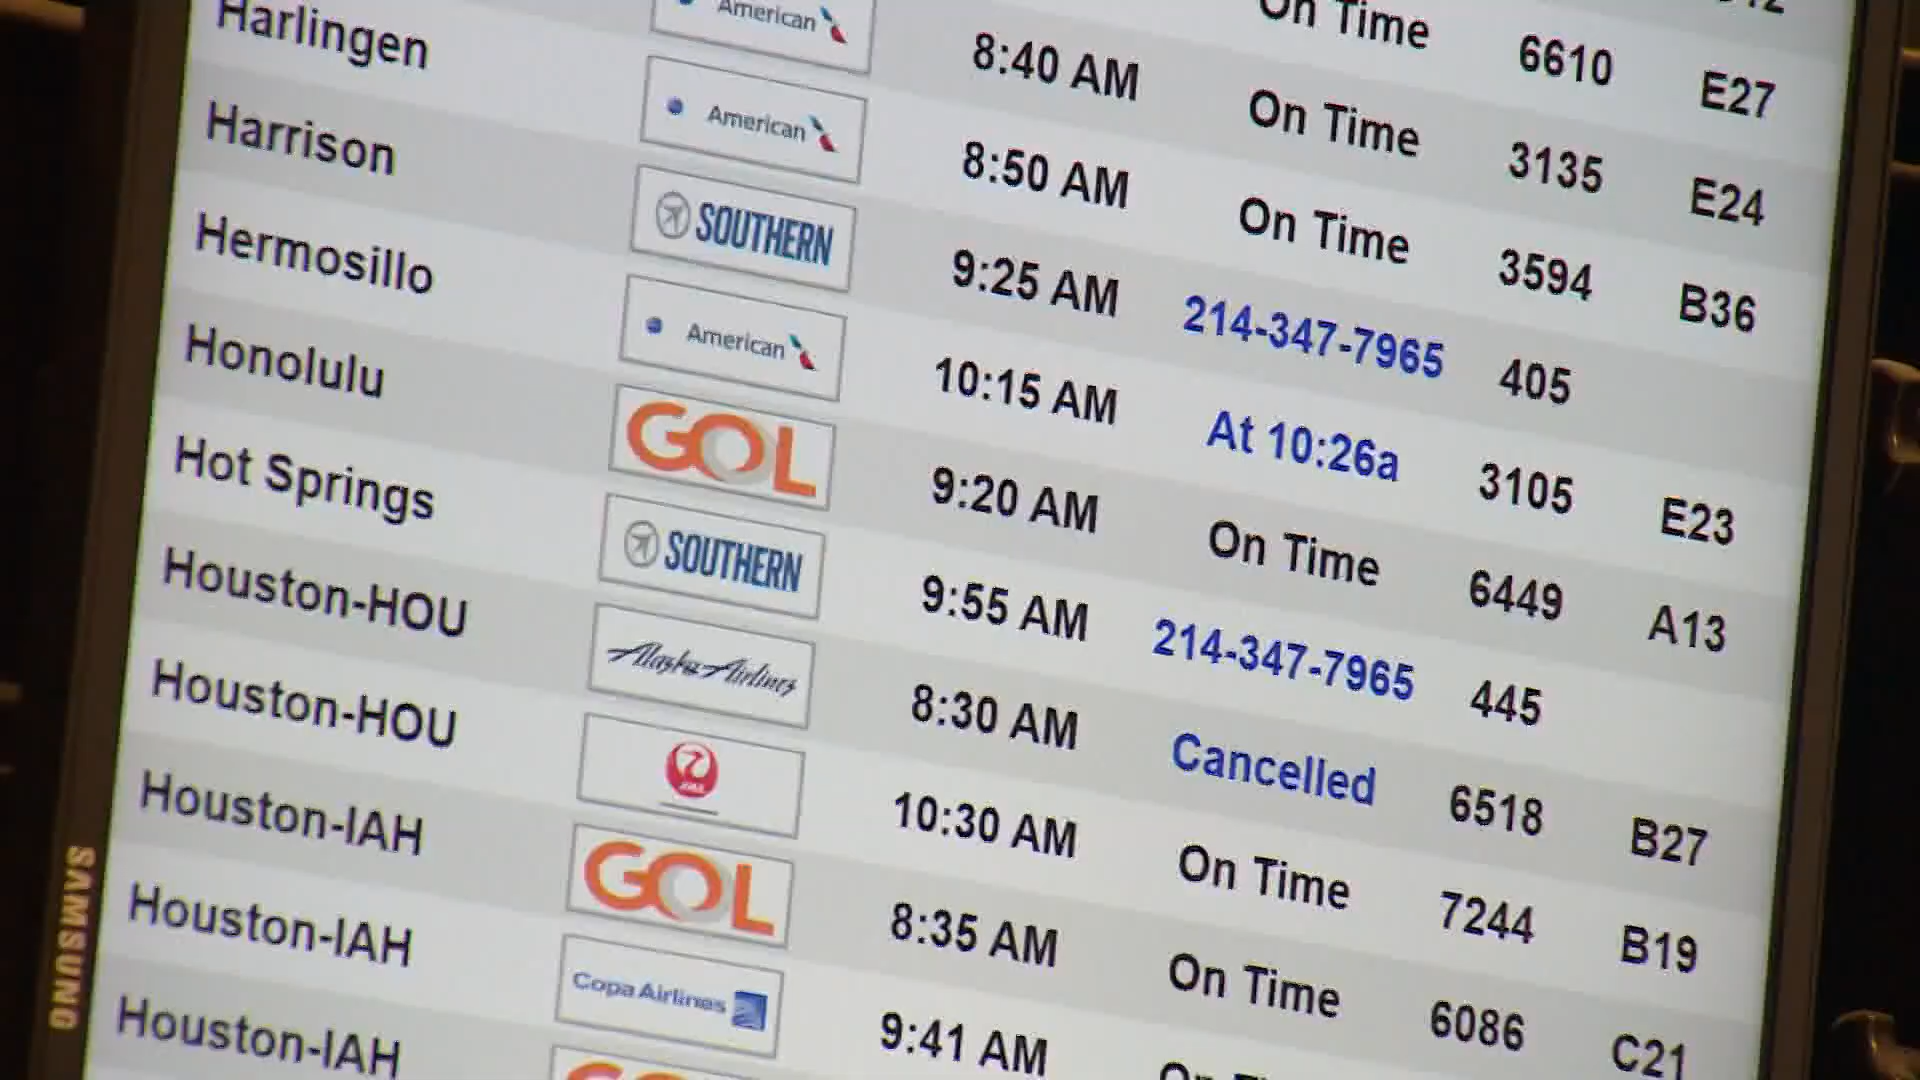 On Time 6610 E27
American 8:40 AM On Time 3135 E24
Harlingen American 8:50 AM On Time 3594 B36
Harrison SOUTHERN 9:25 AM 214-347-7965 405
Hermosillo American 10:15 AM At 10:26a 3105 E23
Honolulu GOL 9:20 AM On Time 6449 A13
Hot Springs SOUTHERN 9:55 AM 214-347-7965 445
Houston-HOU Alaska Airlines 8:30 AM Cancelled 6518 B27
Houston-HOU JAL 10:30 AM On Time 7244 B19
Houston-IAH GOL 8:35 AM On Time 6086 C21
Houston-IAH Copa Airlines 9:41 AM On
Houston-IAH
SAMSUNG